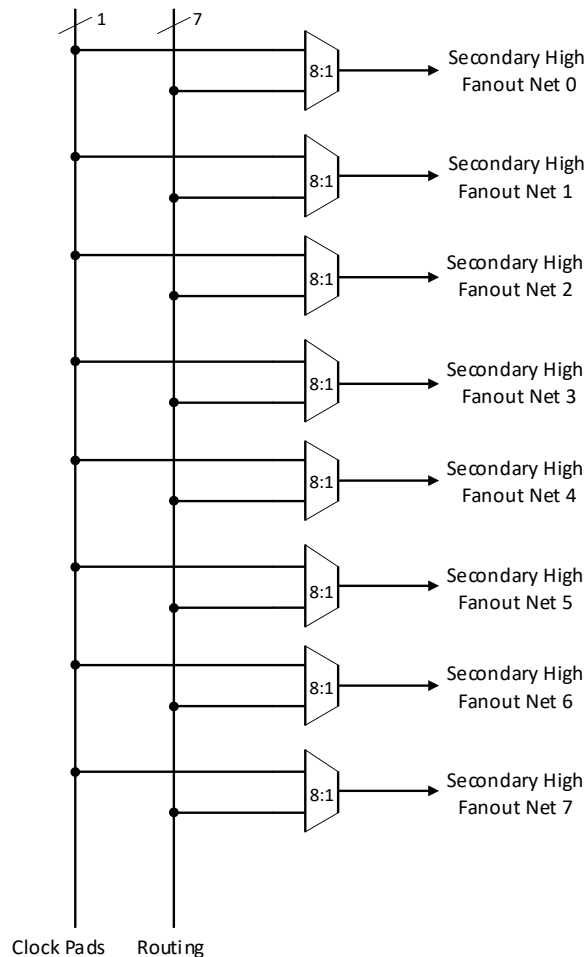 1
7
8:1
Secondary High
Fanout Net 0
8:1
Secondary High
Fanout Net 1
8:1
Secondary High
Fanout Net 2
8:1
Secondary High
Fanout Net 3
8:1
Secondary High
Fanout Net 4
8:1
Secondary High
Fanout Net 5
8:1
Secondary High
Fanout Net 6
8:1
Secondary High
Fanout Net 7
Clock Pads
Routing